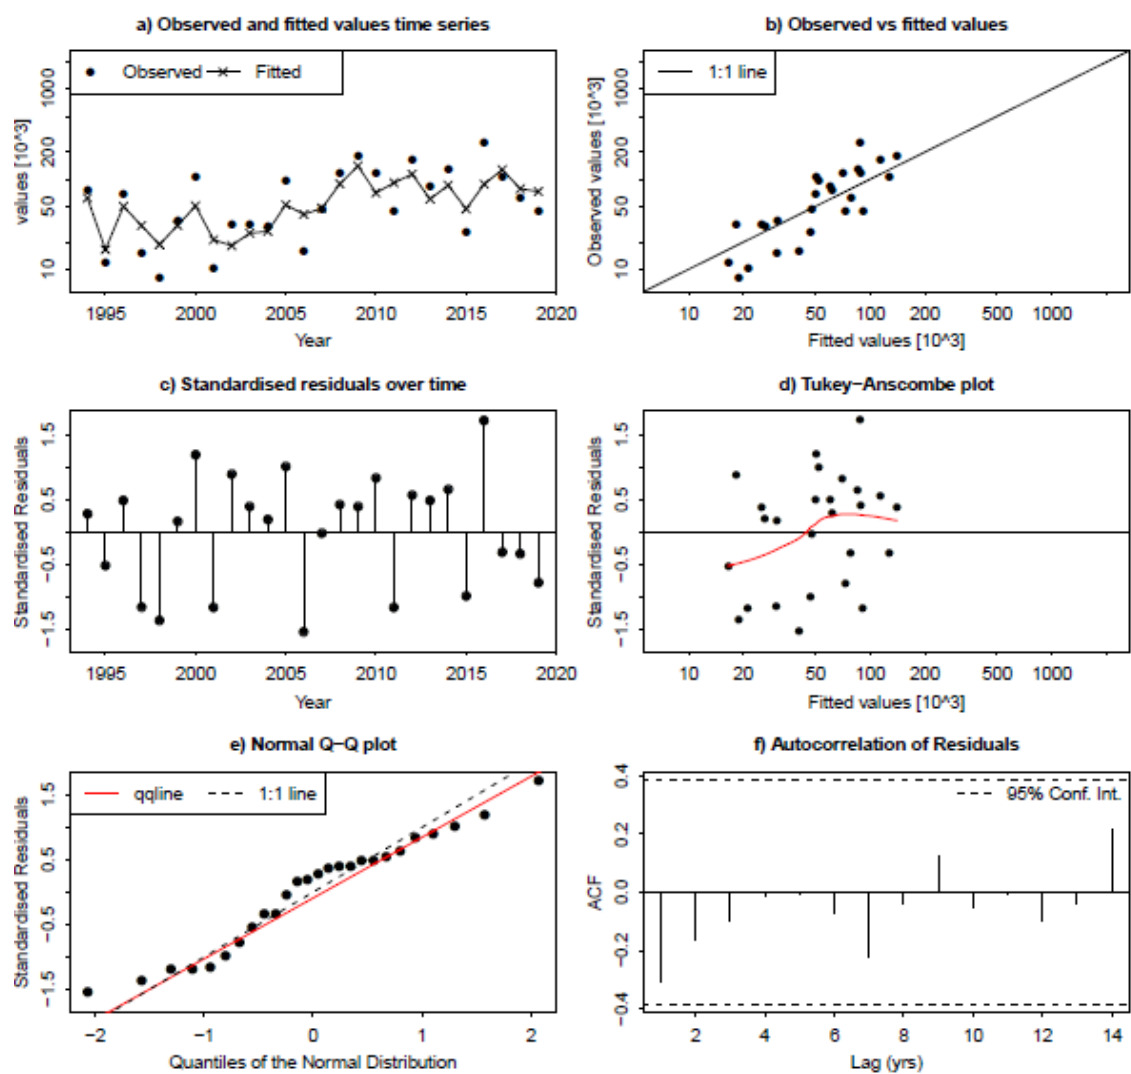 a) Observed and fitted values time series
Observed
Fitted
values [10^3]
1000
200
50
10
1995 2000 2005 2010 2015 2020
Year
b) Observed vs fitted values
1:1 line
Observed values [10^3]
1000
200
50
10
10 20 50 100 200 500 1000
Fitted values [10^3]
c) Standardised residuals over time
Standardised Residuals
1.5
0.5
−0.5
−1.5
1995 2000 2005 2010 2015 2020
Year
d) Tukey−Anscombe plot
Standardised Residuals
1.5
0.5
−0.5
−1.5
10 20 50 100 200 500 1000
Fitted values [10^3]
e) Normal Q−Q plot
qqline
1:1 line
Standardised Residuals
1.5
0.5
−0.5
−1.5
−2 −1 0 1 2
Quantiles of the Normal Distribution
f) Autocorrelation of Residuals
95% Conf. Int.
ACF
0.4
0.2
0.0
−0.2
−0.4
2 4 6 8 10 12 14
Lag (yrs)